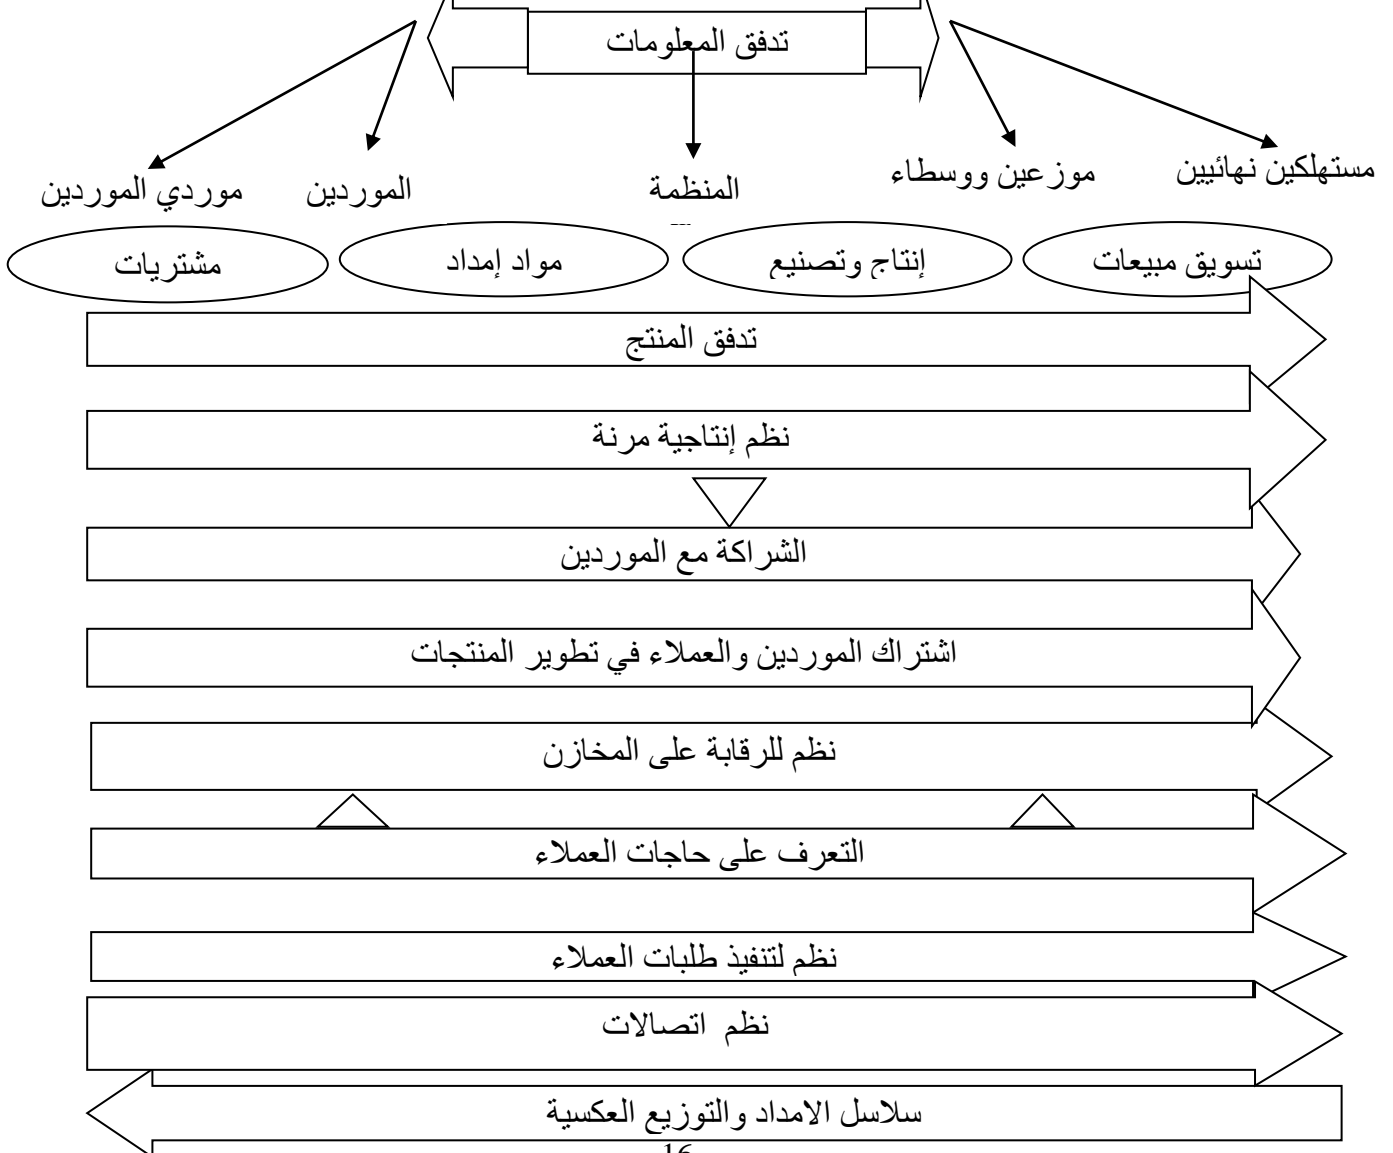 تدفق المعلومات
مستهلكين نهائيين
موزعين ووسطاء
المنظمة
الموردين
موردي الموردين
تسويق مبيعات
إنتاج وتصنيع
مواد إمداد
مشتريات
تدفق المنتج
نظم إنتاجية مرنة
الشراكة مع الموردين
اشتراك الموردين والعملاء في تطوير المنتجات
نظم للرقابة على المخازن
التعرف على حاجات العملاء
نظم لتنفيذ طلبات العملاء
نظم اتصالات
سلاسل الامداد والتوزيع العكسية
16